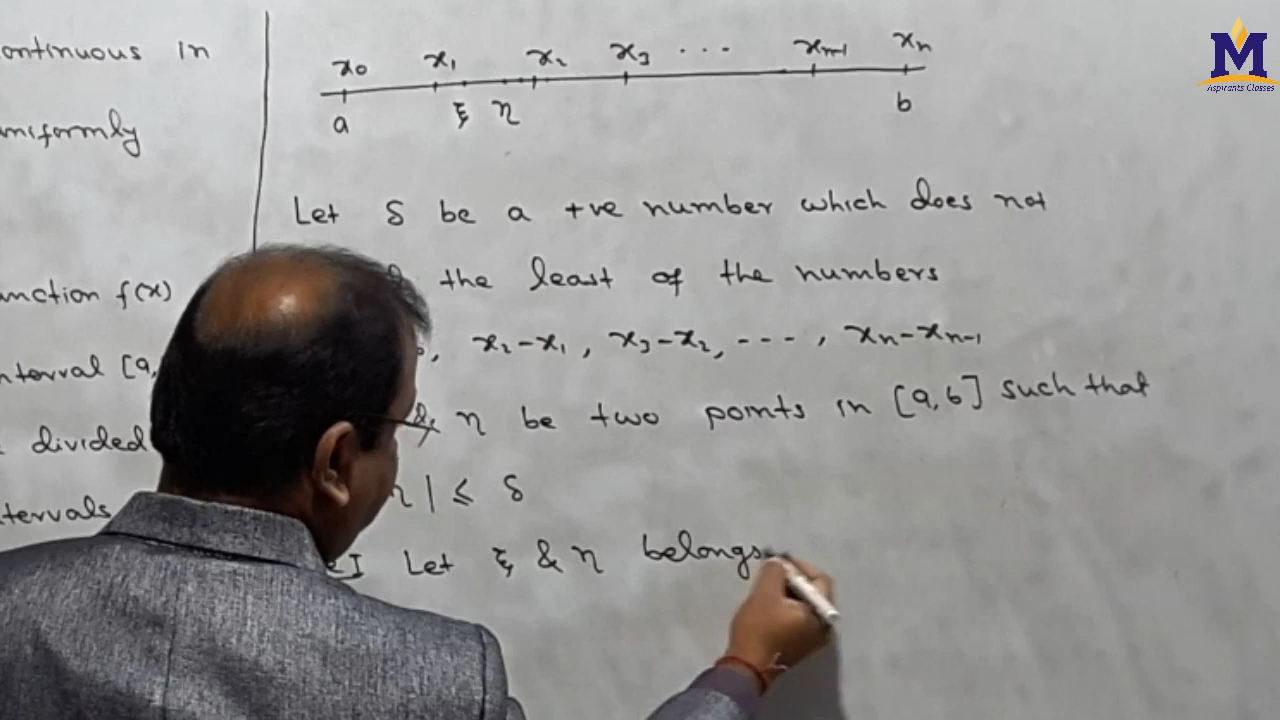 ontinuous in
niformly
unction f(x)
nterval [a,
divided
tervals
x₀ x₁ x₂ x₃ ... xₙ₋₁ xₙ
a ξ η b
Let δ be a +ve number which does not
the least of the numbers
, x₂-x₁, x₃-x₂, ----, xₙ-xₙ₋₁
& η be two points in [a,b] such that
η | ≤ δ
I Let ξ & η belongs
M
Aspirants Classes